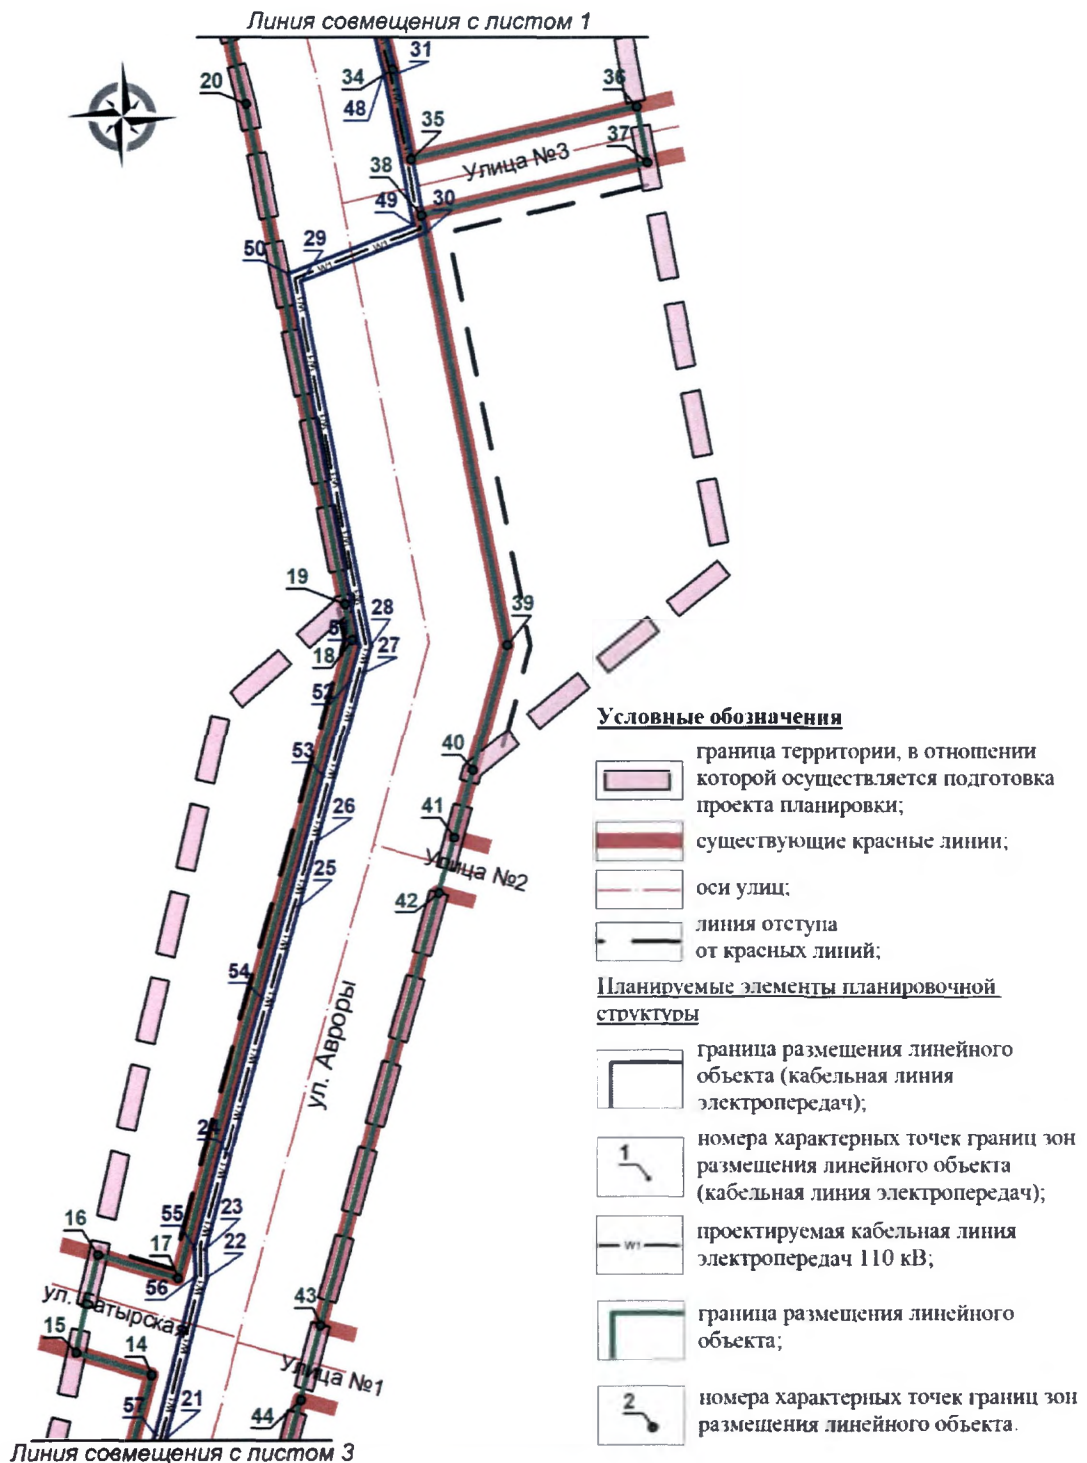 Линия совмещения с листом 1
31
34
20
48
36
35
37
Улица №3
38
49
30
29
50
19
28
39
5
18
27
52
53
40
26
41
Улица №2
25
42
54
ул. Авроры
24
55
23
16
17
22
56
ул. Батырская
43
15
14
Улица №1
57
21
44
Линия совмещения с листом 3
W1
Условные обозначения
граница территории, в отношении
которой осуществляется подготовка
проекта планировки;
существующие красные линии;
оси улиц;
линия отступа
от красных линий;
Планируемые элементы планировочной
структуры
граница размещения линейного
объекта (кабельная линия
электропередач);
1
номера характерных точек границ зон
размещения линейного объекта
(кабельная линия электропередач);
W1
проектируемая кабельная линия
электропередач 110 кВ;
граница размещения линейного
объекта;
2
номера характерных точек границ зон
размещения линейного объекта.